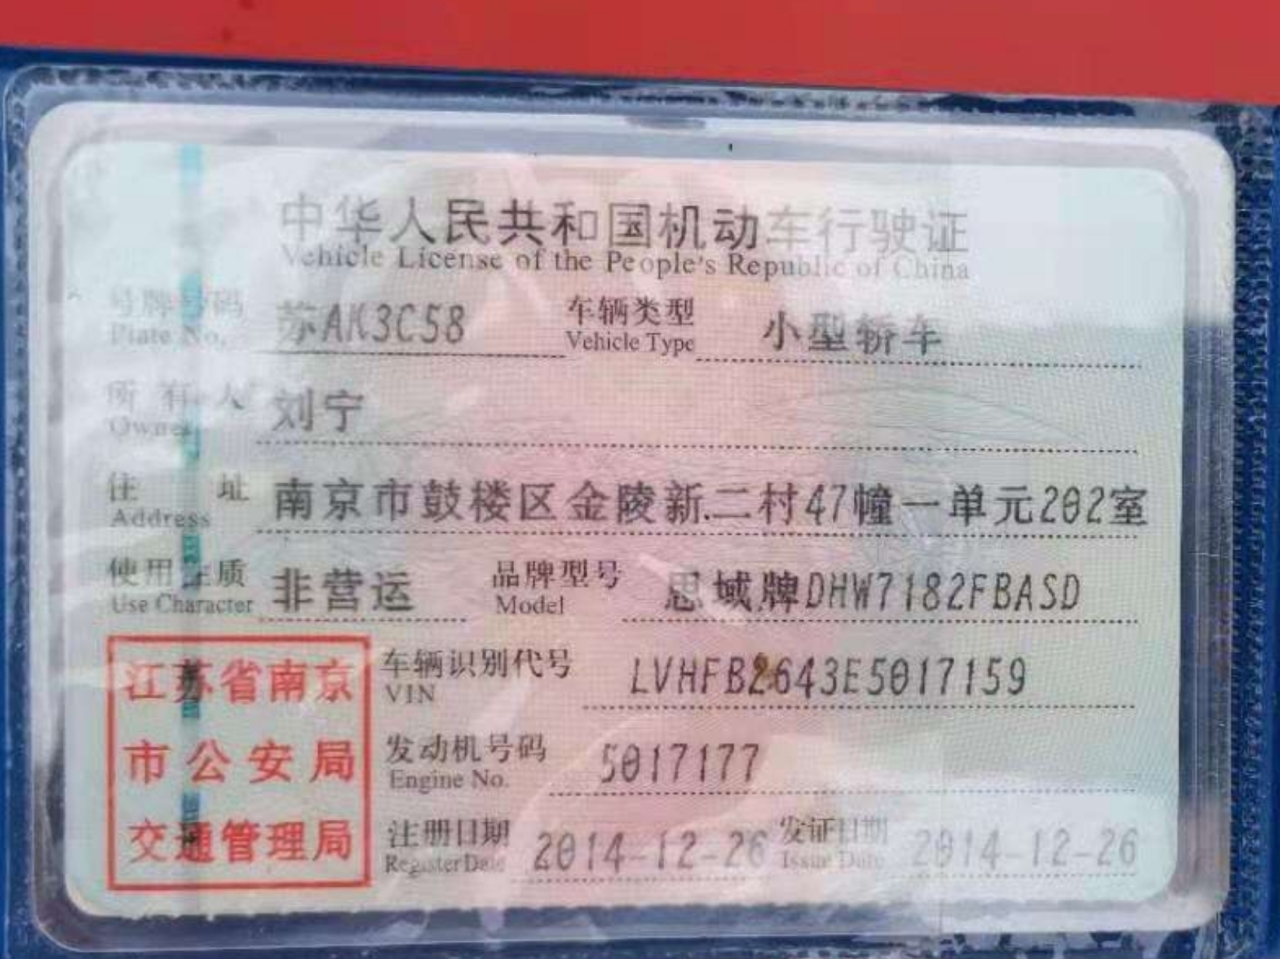 中华人民共和国机动车行驶证
Vehicle License of the People's Republic of China
号牌号码 苏AK3C58 车辆类型 小型轿车
Plate No. Vehicle Type
所有人 刘宁
Owner
住址 南京市鼓楼区金陵新二村47幢一单元202室
Address
使用性质 非营运 品牌型号 思域牌DHW7182FBASD
Use Character Model
江苏省南京
市公安局
交通管理局
车辆识别代号 LVHFB2643E5017159
VIN
发动机号码 5017177
Engine No.
注册日期 2014-12-26 发证日期 2014-12-26
Register Date Issue Date